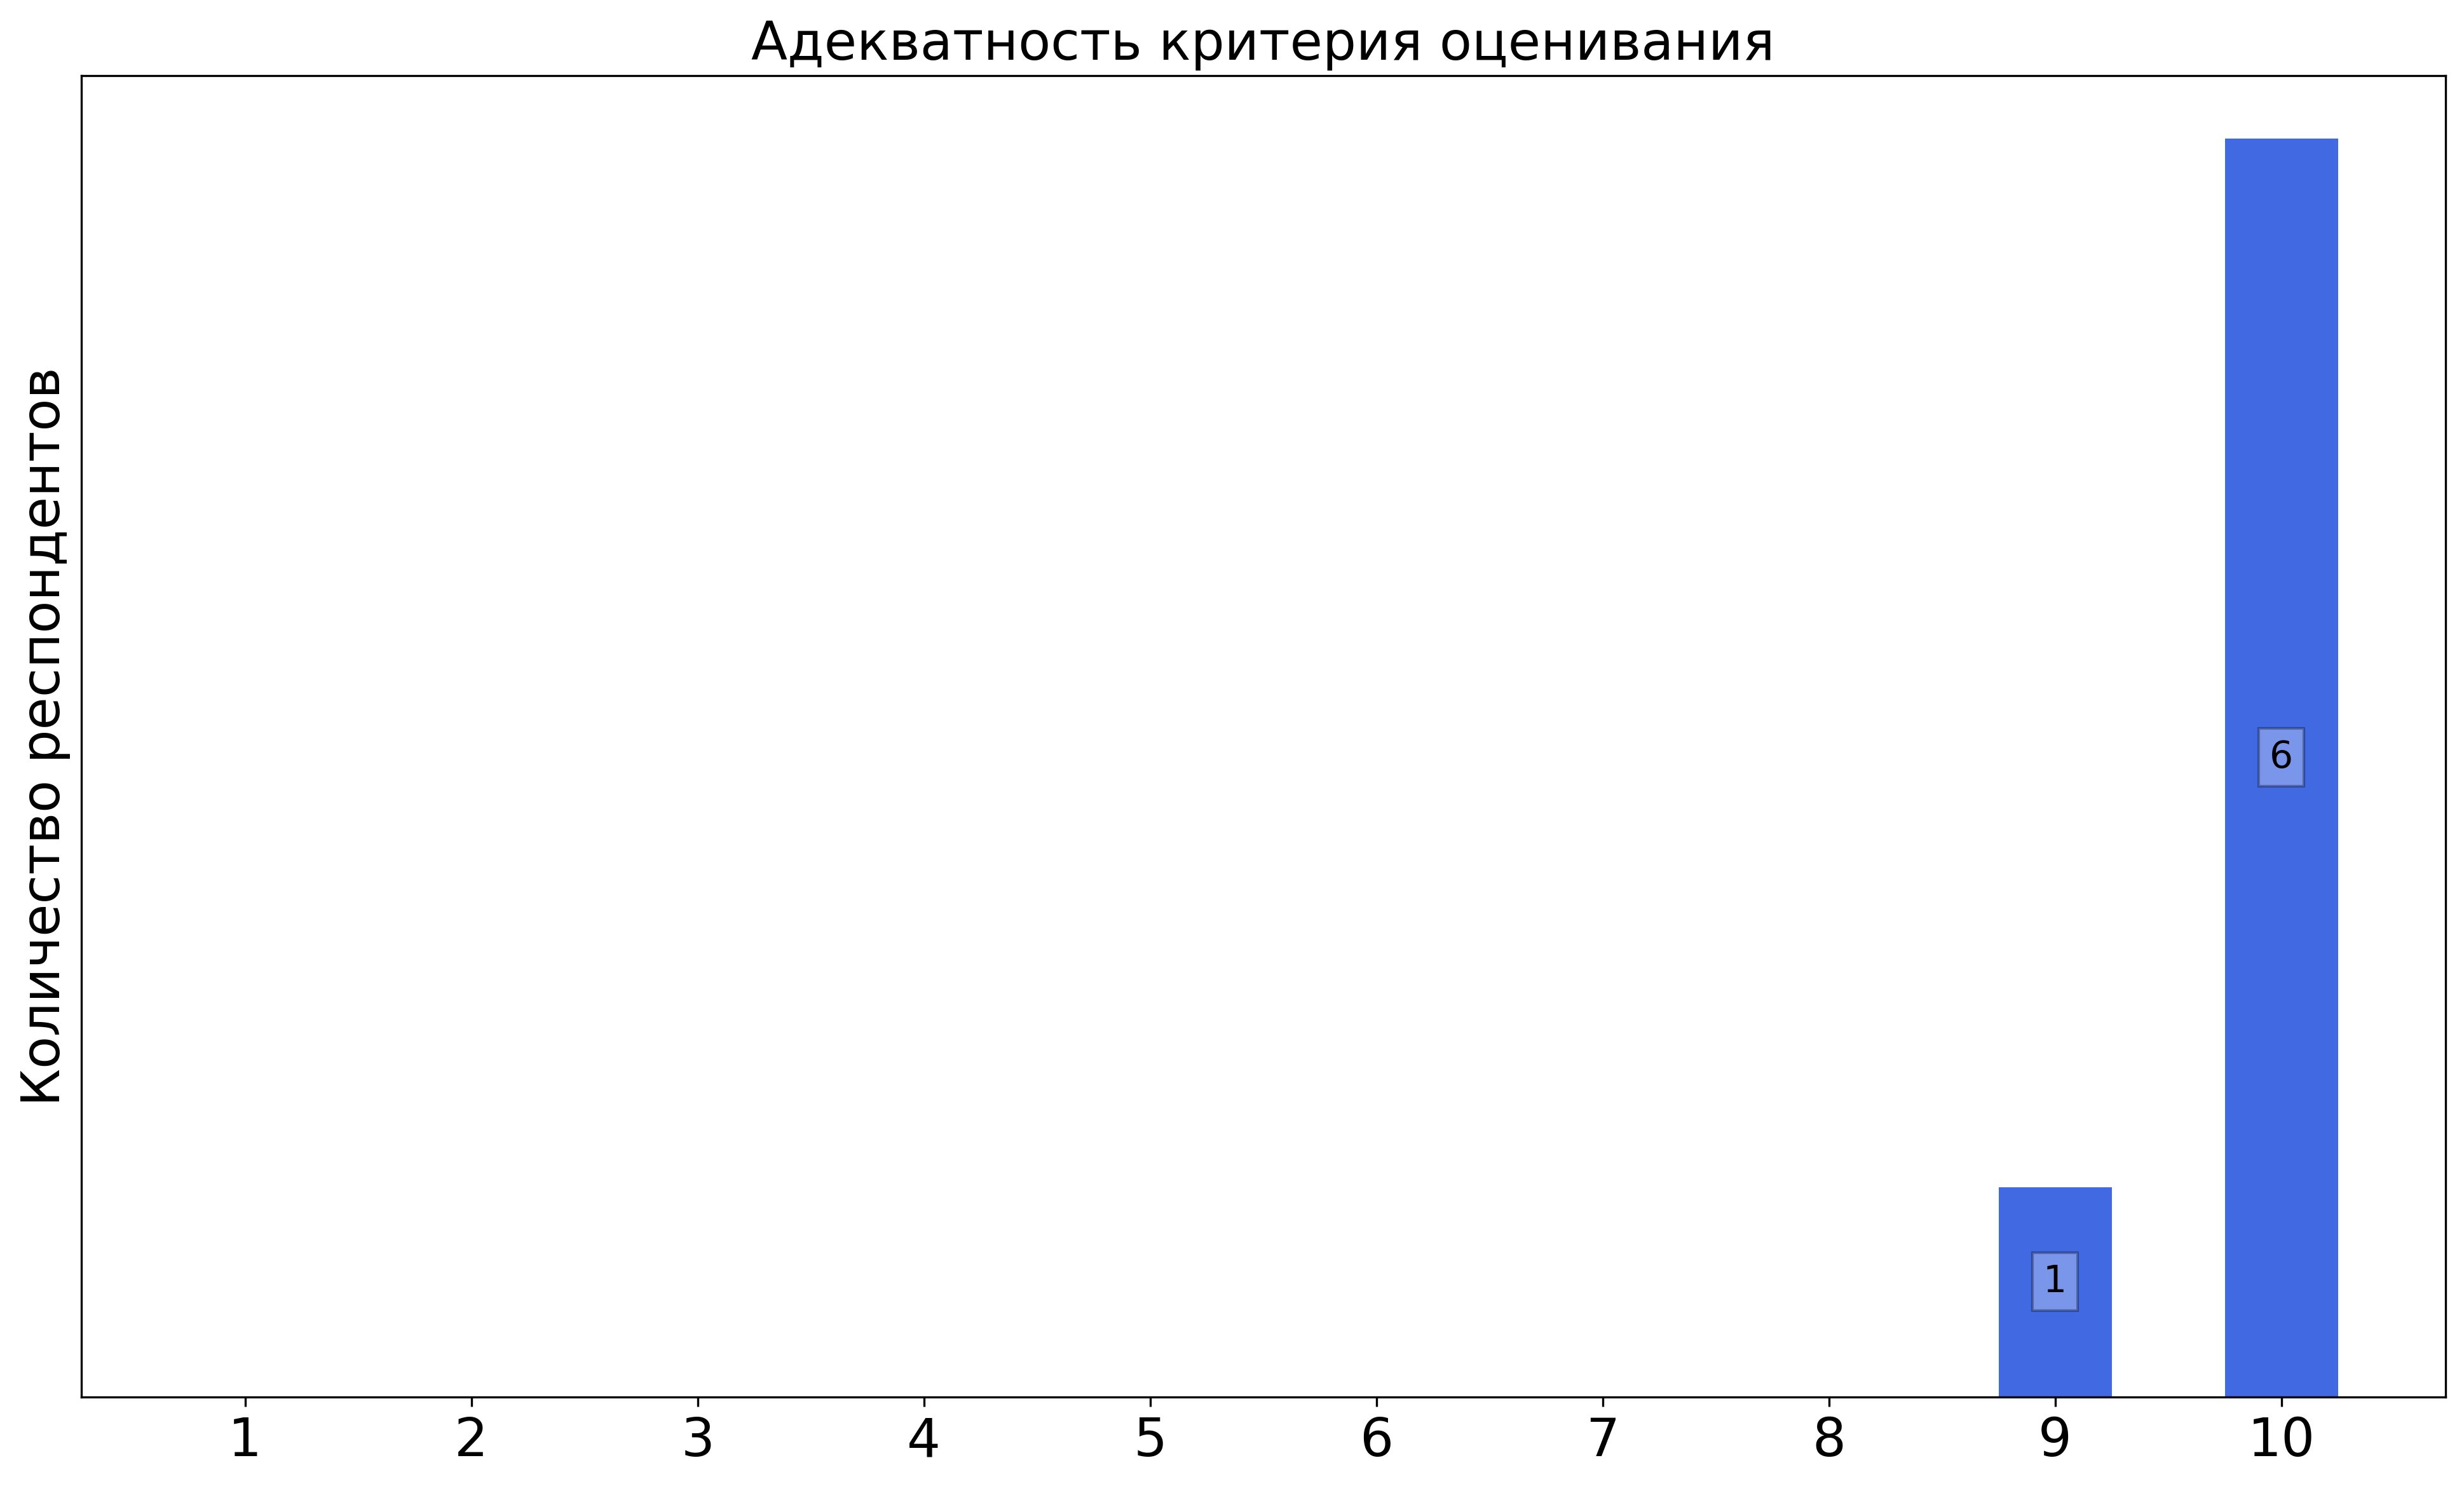 Адекватность критерия оценивания
Количество респондентов
6
1
1 2 3 4 5 6 7 8 9 10